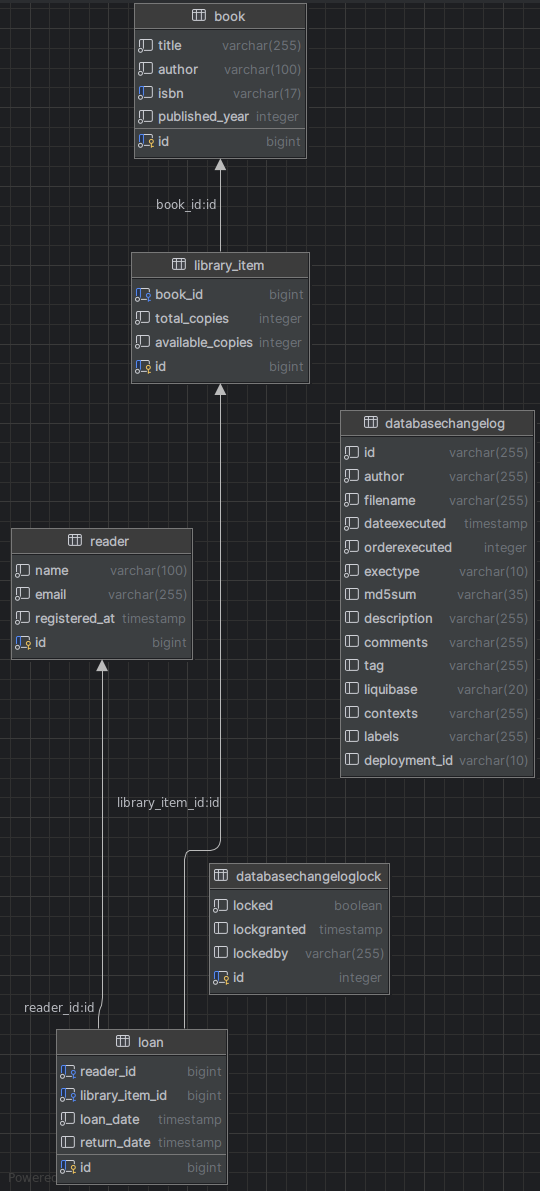 book
title varchar(255)
author varchar(100)
isbn varchar(17)
published_year integer
id bigint
book_id:id
library_item
book_id bigint
total_copies integer
available_copies integer
id bigint
databasechangelog
id varchar(255)
author varchar(255)
filename varchar(255)
dateexecuted timestamp
orderexecuted integer
exectype varchar(10)
md5sum varchar(35)
description varchar(255)
comments varchar(255)
tag varchar(255)
liquibase varchar(20)
contexts varchar(255)
labels varchar(255)
deployment_id varchar(10)
reader
name varchar(100)
email varchar(255)
registered_at timestamp
id bigint
library_item_id:id
databasechangeloglock
locked boolean
lockgranted timestamp
lockedby varchar(255)
id integer
reader_id:id
loan
reader_id bigint
library_item_id bigint
loan_date timestamp
return_date timestamp
id bigint
Powered